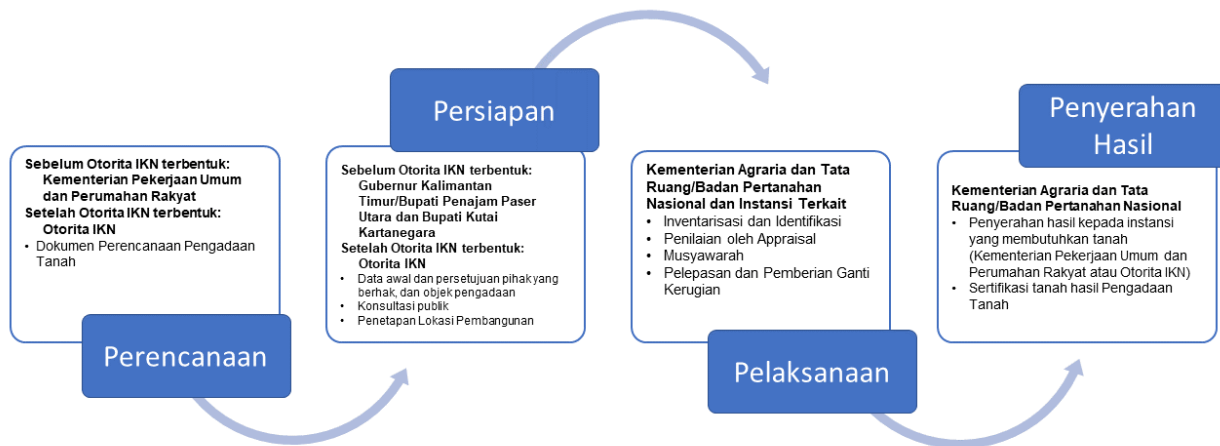 Sebelum Otorita IKN terbentuk:
Kementerian Pekerjaan Umum
dan Perumahan Rakyat
Setelah Otorita IKN terbentuk:
Otorita IKN
• Dokumen Perencanaan Pengadaan
Tanah
Perencanaan
Persiapan
Sebelum Otorita IKN terbentuk:
Gubernur Kalimantan
Timur/Bupati Penajam Paser
Utara dan Bupati Kutai
Kartanegara
Setelah Otorita IKN terbentuk:
Otorita IKN
• Data awal dan persetujuan pihak yang
berhak, dan objek pengadaan
• Konsultasi publik
• Penetapan Lokasi Pembangunan
Kementerian Agraria dan Tata
Ruang/Badan Pertanahan
Nasional dan Instansi Terkait
• Inventarisasi dan Identifikasi
• Penilaian oleh Appraisal
• Musyawarah
• Pelepasan dan Pemberian Ganti
Kerugian
Pelaksanaan
Penyerahan
Hasil
Kementerian Agraria dan Tata
Ruang/Badan Pertanahan Nasional
• Penyerahan hasil kepada instansi
yang membutuhkan tanah
(Kementerian Pekerjaan Umum dan
Perumahan Rakyat atau Otorita IKN)
• Sertifikasi tanah hasil Pengadaan
Tanah